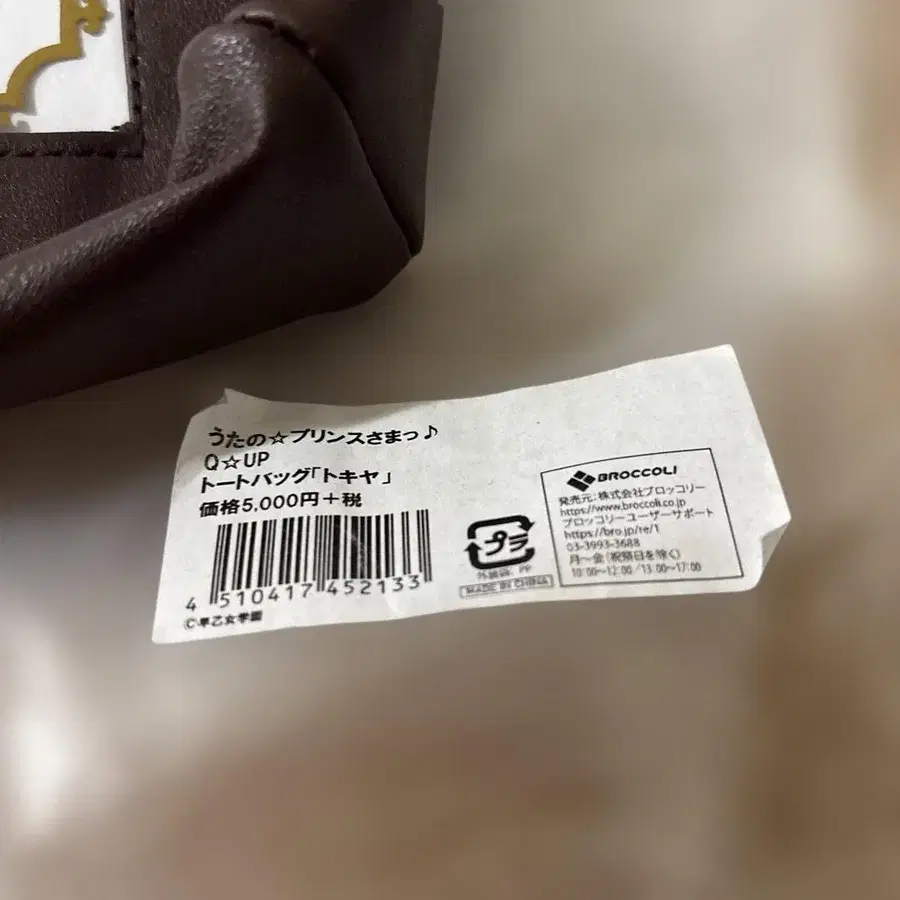 うたの☆プリンスさまっ♪
Q☆UP
トートバッグ「トキヤ」
価格5,000円+税
4 510417 452133
©早乙女学園
プラ
外装袋: PP
MADE IN CHINA
BROCCOLI
発売元: 株式会社ブロッコリー
https://www.broccoli.co.jp
ブロッコリーユーザーサポート
https://bro.jp/re/1
03-3993-3688
月～金(祝祭日を除く)
10:00～12:00 /13:00～17:00